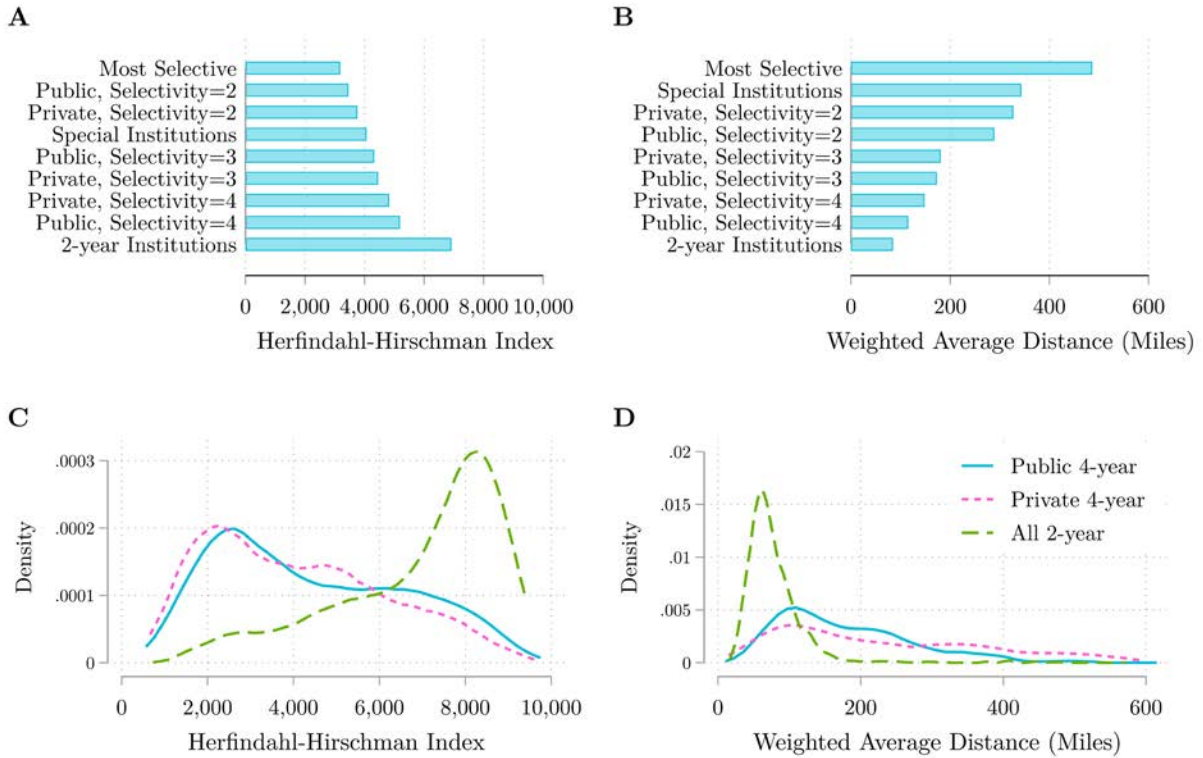 A
Most Selective
Public, Selectivity=2
Private, Selectivity=2
Special Institutions
Public, Selectivity=3
Private, Selectivity=3
Private, Selectivity=4
Public, Selectivity=4
2-year Institutions
0 2,000 4,000 6,000 8,000 10,000
Herfindahl-Hirschman Index
B
Most Selective
Special Institutions
Private, Selectivity=2
Public, Selectivity=2
Private, Selectivity=3
Public, Selectivity=3
Private, Selectivity=4
Public, Selectivity=4
2-year Institutions
0 200 400 600
Weighted Average Distance (Miles)
C
Density
.0003
.0002
.0001
0
0 2,000 4,000 6,000 8,000 10,000
Herfindahl-Hirschman Index
D
Density
.02
.015
.01
.005
0
Public 4-year
Private 4-year
All 2-year
0 200 400 600
Weighted Average Distance (Miles)